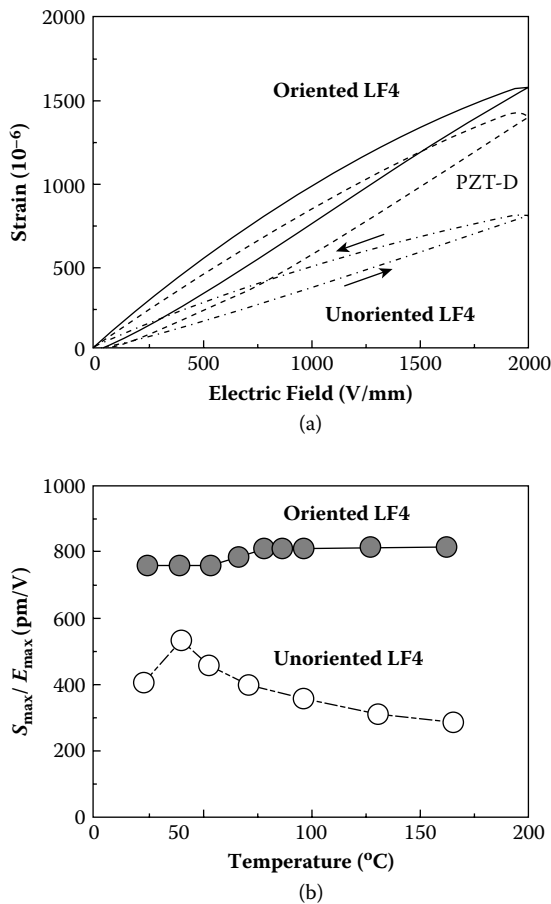 2000
1500
1000
500
0
Strain (10⁻⁶)
Oriented LF4
PZT-D
Unoriented LF4
0
500
1000
1500
2000
Electric Field (V/mm)
(a)
1000
800
600
400
200
0
Smax/ Emax (pm/V)
Oriented LF4
Unoriented LF4
0
50
100
150
200
Temperature (ºC)
(b)